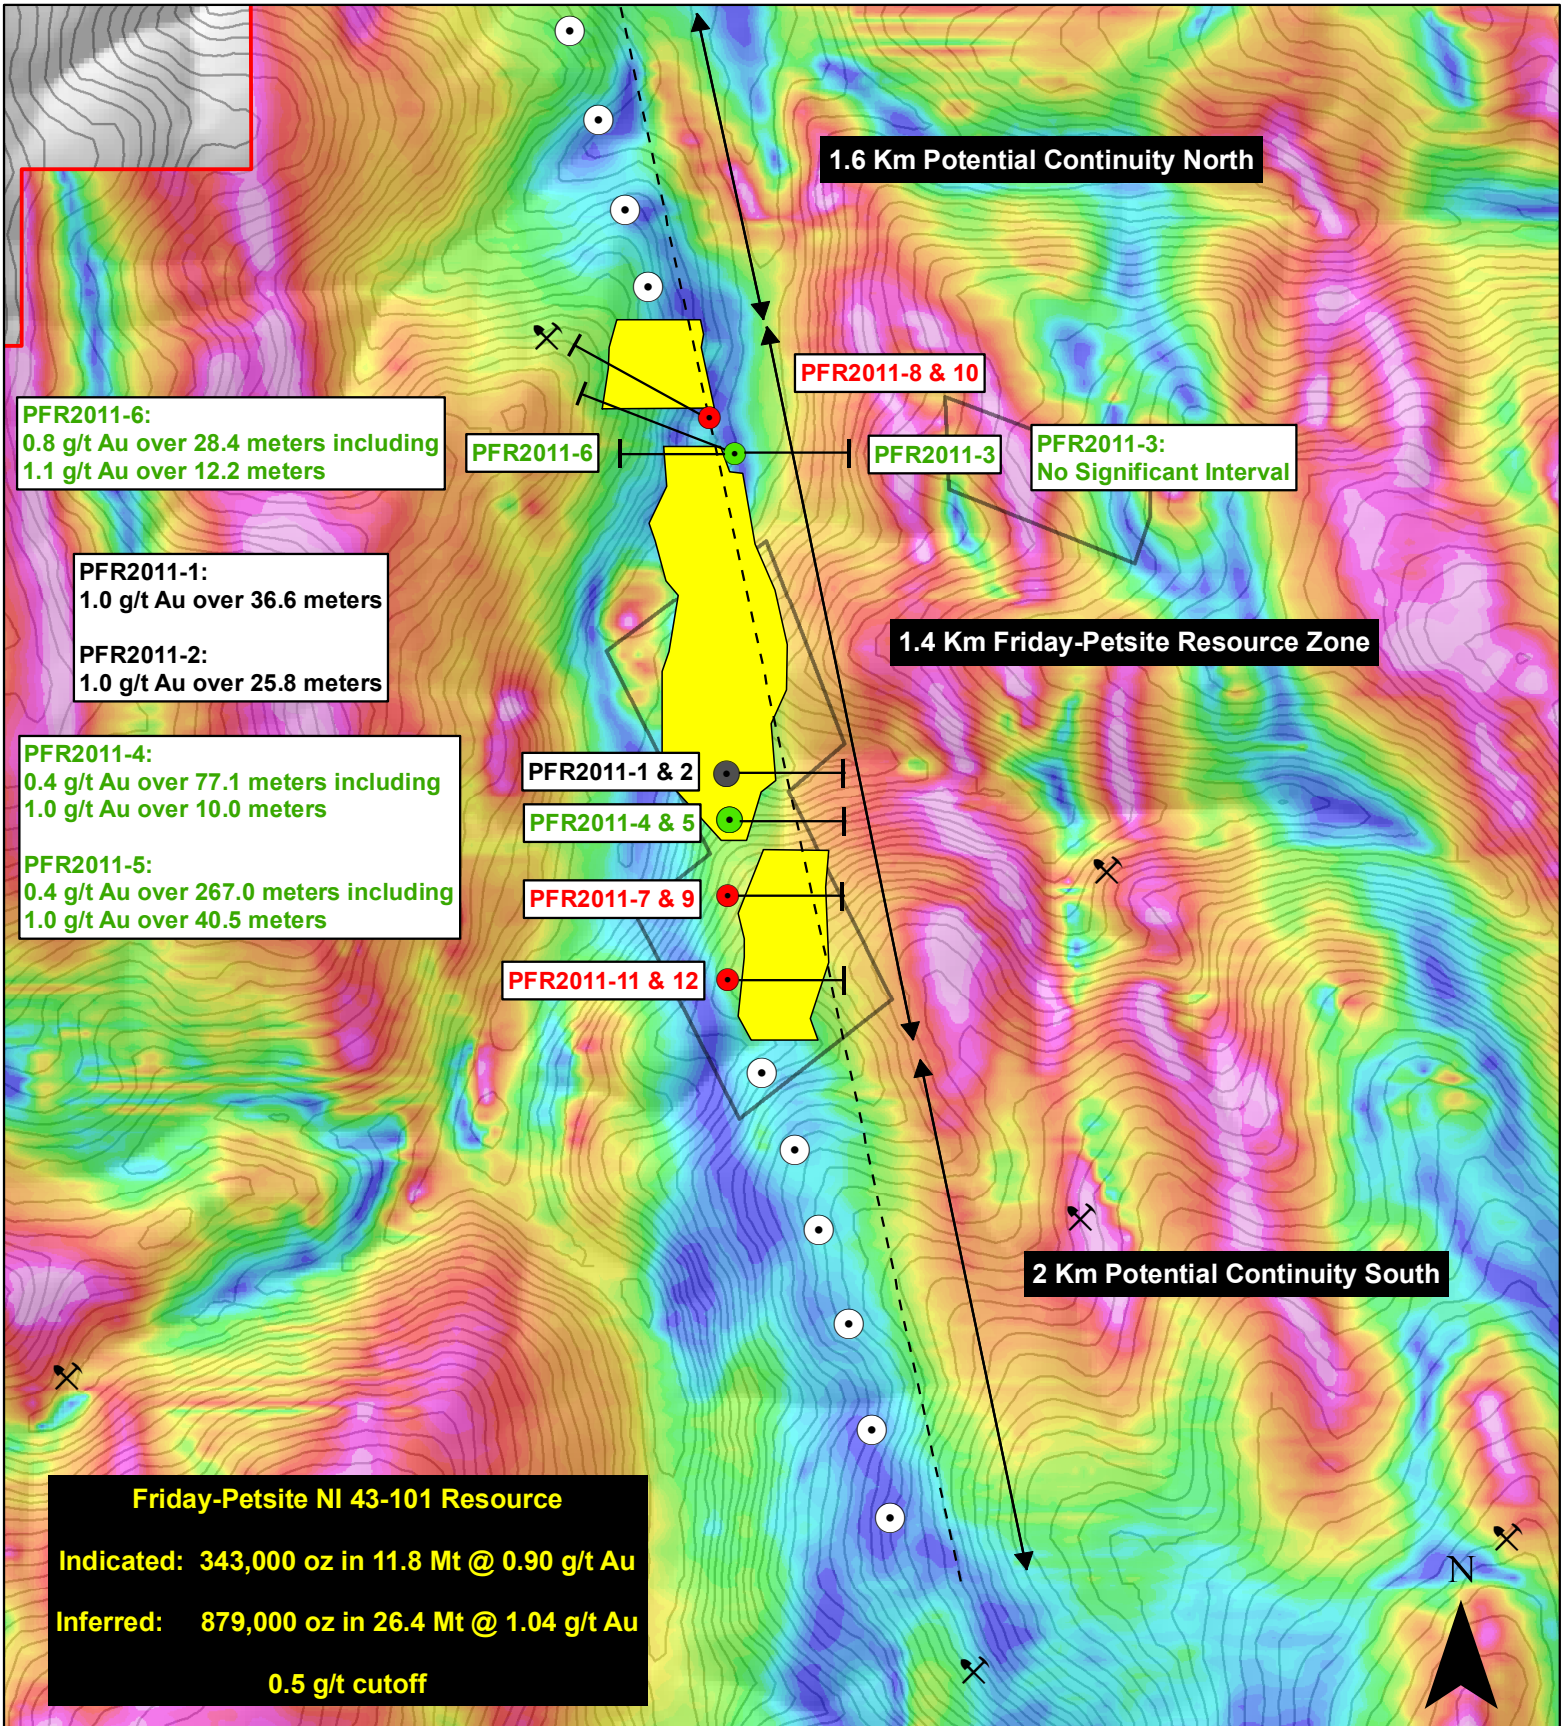 1.6 Km Potential Continuity North
PFR2011-8 & 10
PFR2011-6:
0.8 g/t Au over 28.4 meters including
1.1 g/t Au over 12.2 meters
PFR2011-6
PFR2011-3
PFR2011-3:
No Significant Interval
PFR2011-1:
1.0 g/t Au over 36.6 meters
PFR2011-2:
1.0 g/t Au over 25.8 meters
1.4 Km Friday-Petsite Resource Zone
PFR2011-4:
0.4 g/t Au over 77.1 meters including
1.0 g/t Au over 10.0 meters
PFR2011-5:
0.4 g/t Au over 267.0 meters including
1.0 g/t Au over 40.5 meters
PFR2011-1 & 2
PFR2011-4 & 5
PFR2011-7 & 9
PFR2011-11 & 12
2 Km Potential Continuity South
Friday-Petsite NI 43-101 Resource
Indicated: 343,000 oz in 11.8 Mt @ 0.90 g/t Au
Inferred: 879,000 oz in 26.4 Mt @ 1.04 g/t Au
0.5 g/t cutoff
N